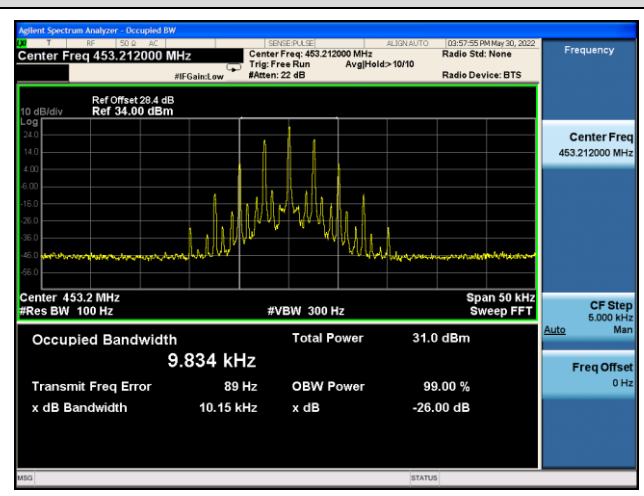 Agilent Spectrum Analyzer - Occupied BW
T RF 50 Ω AC SENSE:PULSE ALIGN AUTO 03:57:55 PM May 30, 2022
Center Freq 453.212000 MHz
Center Freq: 453.212000 MHz
Radio Std: None
Trig: Free Run Avg|Hold:>10/10
#IFGain:Low
#Atten: 22 dB
Radio Device: BTS
Frequency
Ref Offset 28.4 dB
10 dB/div Ref 34.00 dBm
Log
24.0
14.0
4.00
-6.00
-16.0
-26.0
-36.0
-46.0
-56.0
Center Freq
453.212000 MHz
Center 453.2 MHz
Span 50 kHz
#Res BW 100 Hz
#VBW 300 Hz
Sweep FFT
CF Step
5.000 kHz
Auto Man
Occupied Bandwidth
Total Power 31.0 dBm
9.834 kHz
Transmit Freq Error 89 Hz
OBW Power 99.00 %
x dB Bandwidth 10.15 kHz
x dB -26.00 dB
Freq Offset
0 Hz
MSG
STATUS